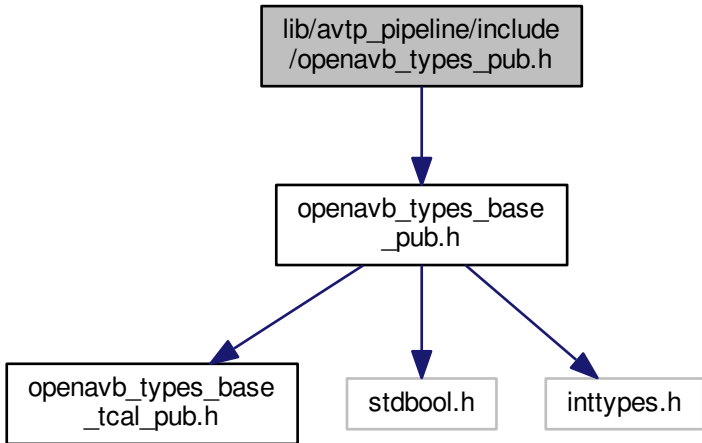 lib/avtp_pipeline/include
/openavb_types_pub.h
openavb_types_base
_pub.h
openavb_types_base
_tcal_pub.h
stdbool.h
inttypes.h